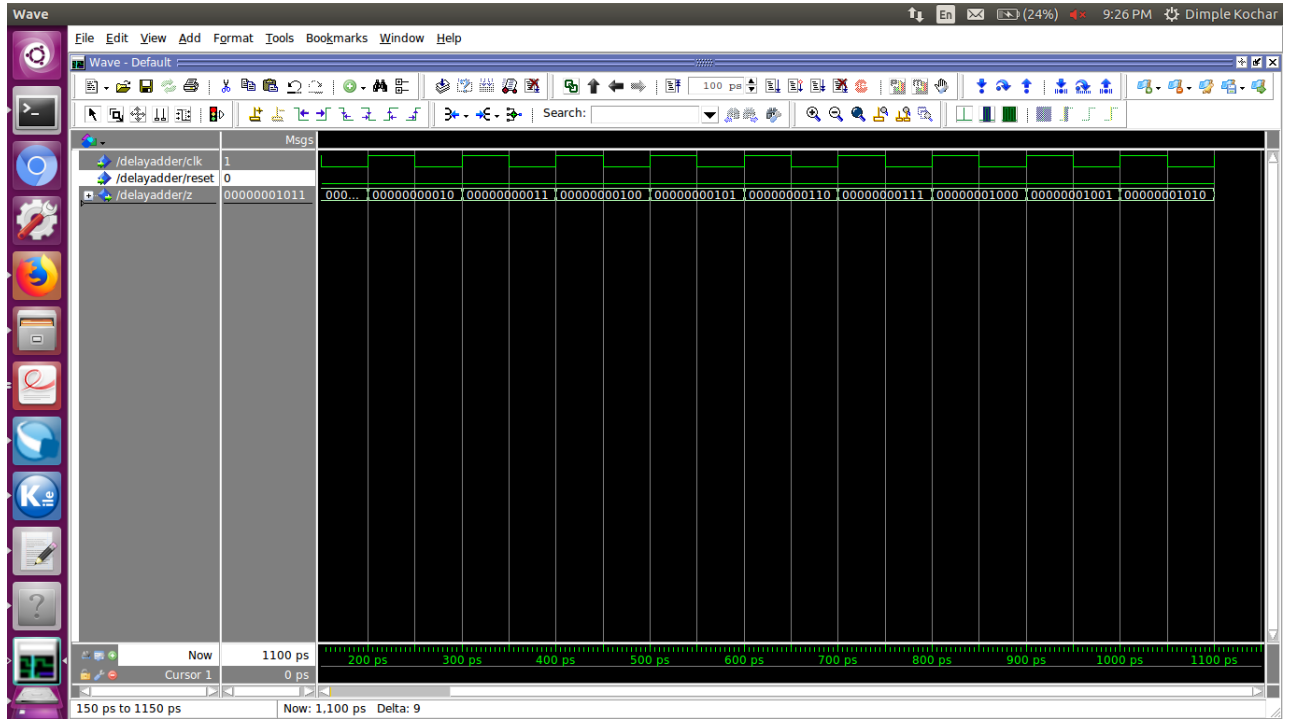 Wave
En
(24%)
9:26 PM
Dimple Kochar
File Edit View Add Format Tools Bookmarks Window Help
Wave - Default
100 ps
Search:
Msgs
/delayadder/clk 1
/delayadder/reset 0
/delayadder/z 00000001011 000... 00000000010 00000000011 00000000100 00000000101 00000000110 00000000111 00000001000 00000001001 00000001010
Now 1100 ps
200 ps 300 ps 400 ps 500 ps 600 ps 700 ps 800 ps 900 ps 1000 ps 1100 ps
Cursor 1 0 ps
150 ps to 1150 ps Now: 1,100 ps Delta: 9